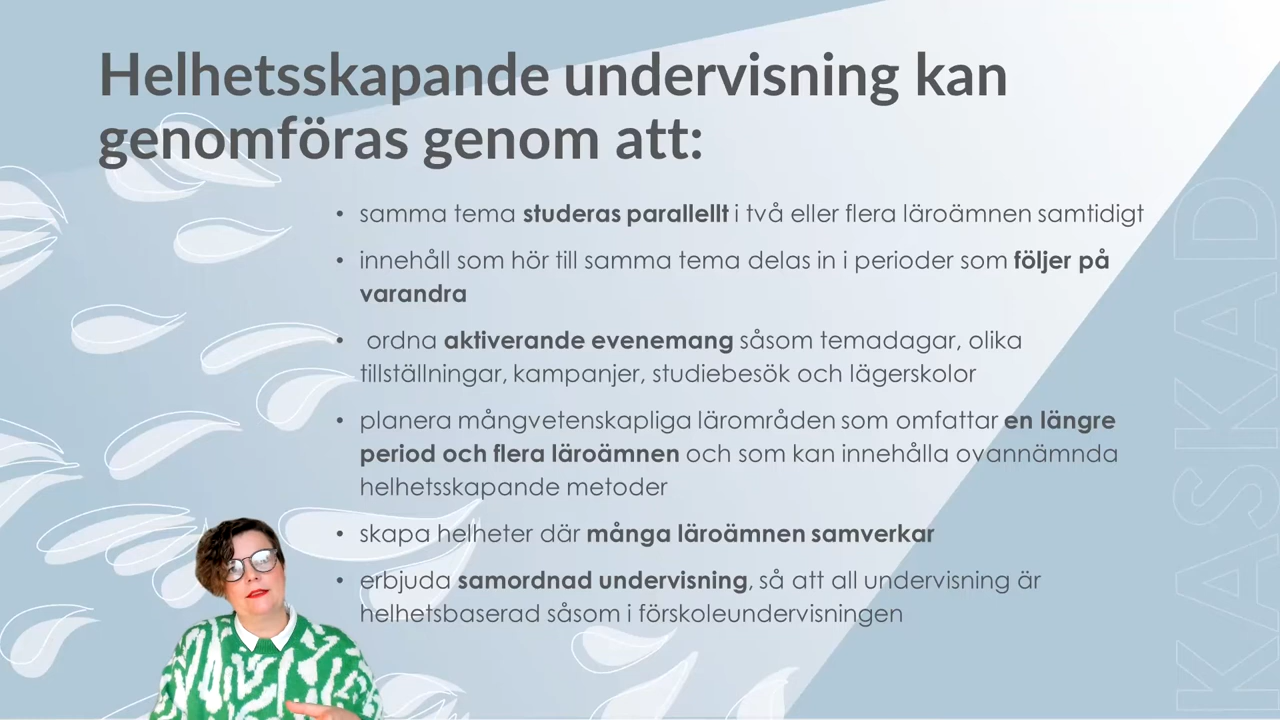 Helhetsskapande undervisning kan
genomföras genom att:
• samma tema studeras parallellt i två eller flera läroämnen samtidigt
• innehåll som hör till samma tema delas in i perioder som följer på
varandra
• ordna aktiverande evenemang såsom temadagar, olika
tillställningar, kampanjer, studiebesök och lägerskolor
• planera mångvetenskapliga lärområden som omfattar en längre
period och flera läroämnen och som kan innehålla ovannämnda
helhetsskapande metoder
• skapa helheter där många läroämnen samverkar
• erbjuda samordnad undervisning, så att all undervisning är
helhetsbaserad såsom i förskoleundervisningen
KASKAD